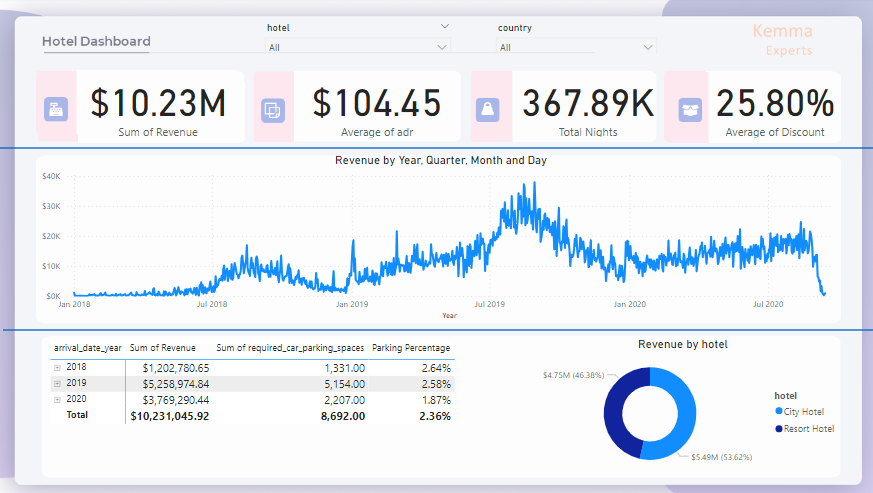 Hotel Dashboard
hotel
All
country
All
Kemma
Experts
$10.23M
Sum of Revenue
$104.45
Average of adr
367.89K
Total Nights
25.80%
Average of Discount
Revenue by Year, Quarter, Month and Day
$40K
$30K
$20K
$10K
$0K
Jan 2018 Jul 2018 Jan 2019 Jul 2019 Jan 2020 Jul 2020
Year
arrival_date_year Sum of Revenue Sum of required_car_parking_spaces Parking Percentage
2018 $1,202,780.65 1,331.00 2.64%
2019 $5,258,974.84 5,154.00 2.58%
2020 $3,769,290.44 2,207.00 1.87%
Total $10,231,045.92 8,692.00 2.36%
Revenue by hotel
$4.75M (46.38%)
$5.49M (53.62%)
hotel
City Hotel
Resort Hotel